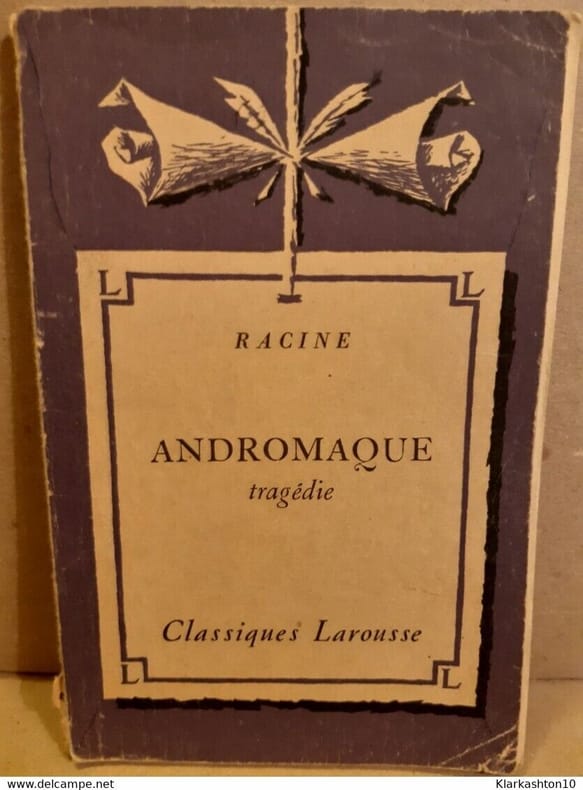 L L
RACINE
ANDROMAQUE
tragédie
Classiques Larousse
L L
www.delcampe.net
Klarkashton10